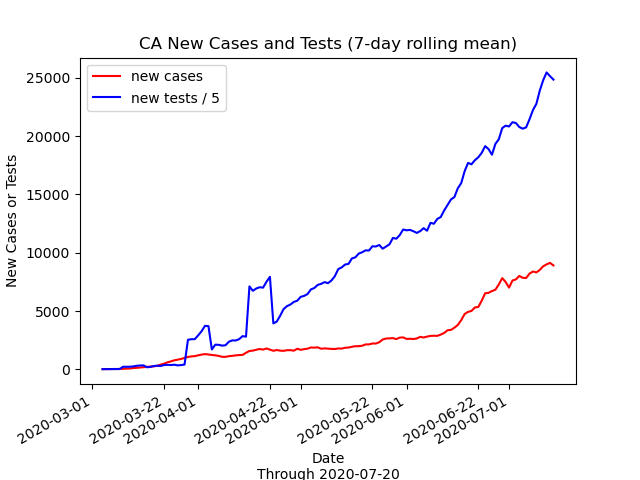 CA New Cases and Tests (7-day rolling mean)
new cases
new tests / 5
25000
20000
15000
10000
5000
0
New Cases or Tests
2020-03-01
2020-03-22
2020-04-01
2020-04-22
2020-05-01
2020-05-22
2020-06-01
2020-06-22
2020-07-01
Date
Through 2020-07-20